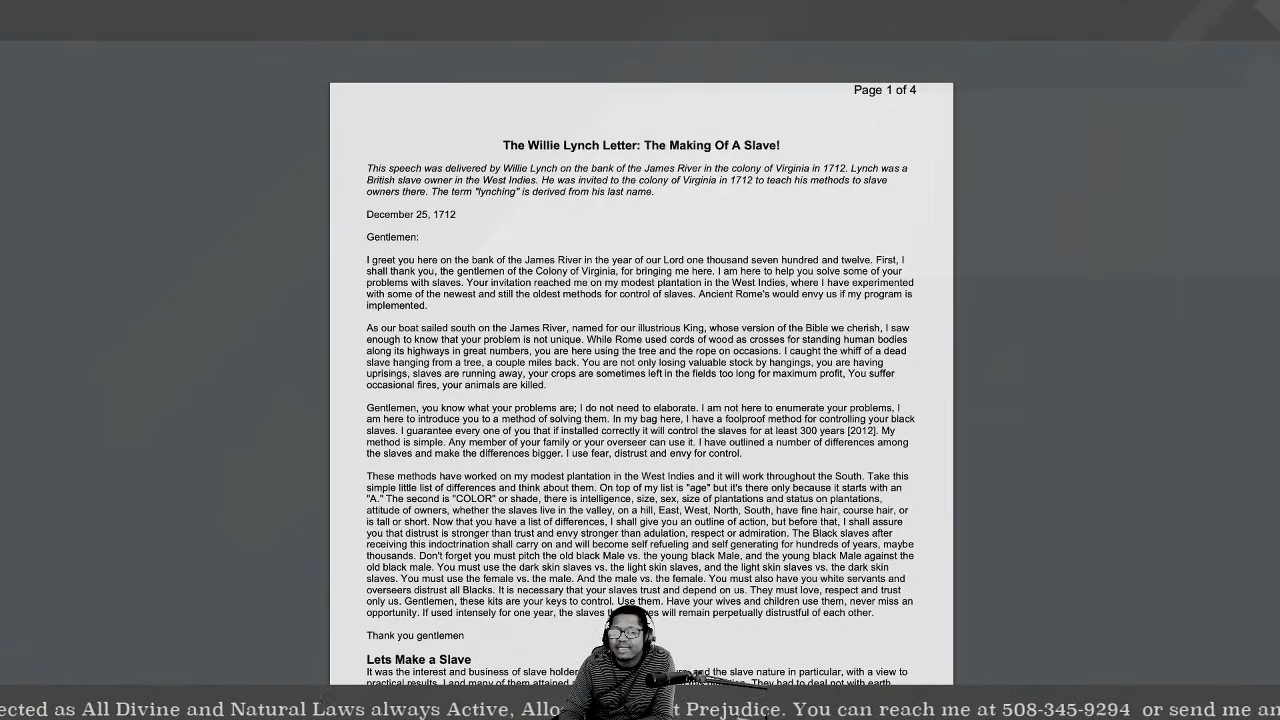 Page 1 of 4
The Willie Lynch Letter: The Making Of A Slave!
This speech was delivered by Willie Lynch on the bank of the James River in the colony of Virginia in 1712. Lynch was a
British slave owner in the West Indies. He was invited to the colony of Virginia in 1712 to teach his methods to slave
owners there. The term "lynching" is derived from his last name.
December 25, 1712
Gentlemen:
I greet you here on the bank of the James River in the year of our Lord one thousand seven hundred and twelve. First, I
shall thank you, the gentlemen of the Colony of Virginia, for bringing me here. I am here to help you solve some of your
problems with slaves. Your invitation reached me on my modest plantation in the West Indies, where I have experimented
with some of the newest and still the oldest methods for control of slaves. Ancient Rome's would envy us if my program is
implemented.
As our boat sailed south on the James River, named for our illustrious King, whose version of the Bible we cherish, I saw
enough to know that your problem is not unique. While Rome used cords of wood as crosses for standing human bodies
along its highways in great numbers, you are here using the tree and the rope on occasions. I caught the whiff of a dead
slave hanging from a tree, a couple miles back. You are not only losing valuable stock by hangings, you are having
uprisings, slaves are running away, your crops are sometimes left in the fields too long for maximum profit, You suffer
occasional fires, your animals are killed.
Gentlemen, you know what your problems are; I do not need to elaborate. I am not here to enumerate your problems, I
am here to introduce you to a method of solving them. In my bag here, I have a foolproof method for controlling your black
slaves. I guarantee every one of you that if installed correctly it will control the slaves for at least 300 years [2012]. My
method is simple. Any member of your family or your overseer can use it. I have outlined a number of differences among
the slaves and make the differences bigger. I use fear, distrust and envy for control.
These methods have worked on my modest plantation in the West Indies and it will work throughout the South. Take this
simple little list of differences and think about them. On top of my list is "age" but it's there only because it starts with an
"A." The second is "COLOR" or shade, there is intelligence, size, sex, size of plantations and status on plantations,
attitude of owners, whether the slaves live in the valley, on a hill, East, West, North, South, have fine hair, course hair, or
is tall or short. Now that you have a list of differences, I shall give you an outline of action, but before that, I shall assure
you that distrust is stronger than trust and envy stronger than adulation, respect or admiration. The Black slaves after
receiving this indoctrination shall carry on and will become self refueling and self generating for hundreds of years, maybe
thousands. Don't forget you must pitch the old black Male vs. the young black Male, and the young black Male against the
old black male. You must use the dark skin slaves vs. the light skin slaves, and the light skin slaves vs. the dark skin
slaves. You must use the female vs. the male. And the male vs. the female. You must also have you white servants and
overseers distrust all Blacks. It is necessary that your slaves trust and depend on us. They must love, respect and trust
only us. Gentlemen, these kits are your keys to control. Use them. Have your wives and children use them, never miss an
opportunity. If used intensely for one year, the slaves will remain perpetually distrustful of each other.
Thank you gentlemen
Lets Make a Slave
It was the interest and business of slave and the slave nature in particular, with a view to
practical results. I and many of them attained They had to deal not with earth,
ected as All Divine and Natural Laws always Active, Prejudice. You can reach me at 508-345-9294 or send me an